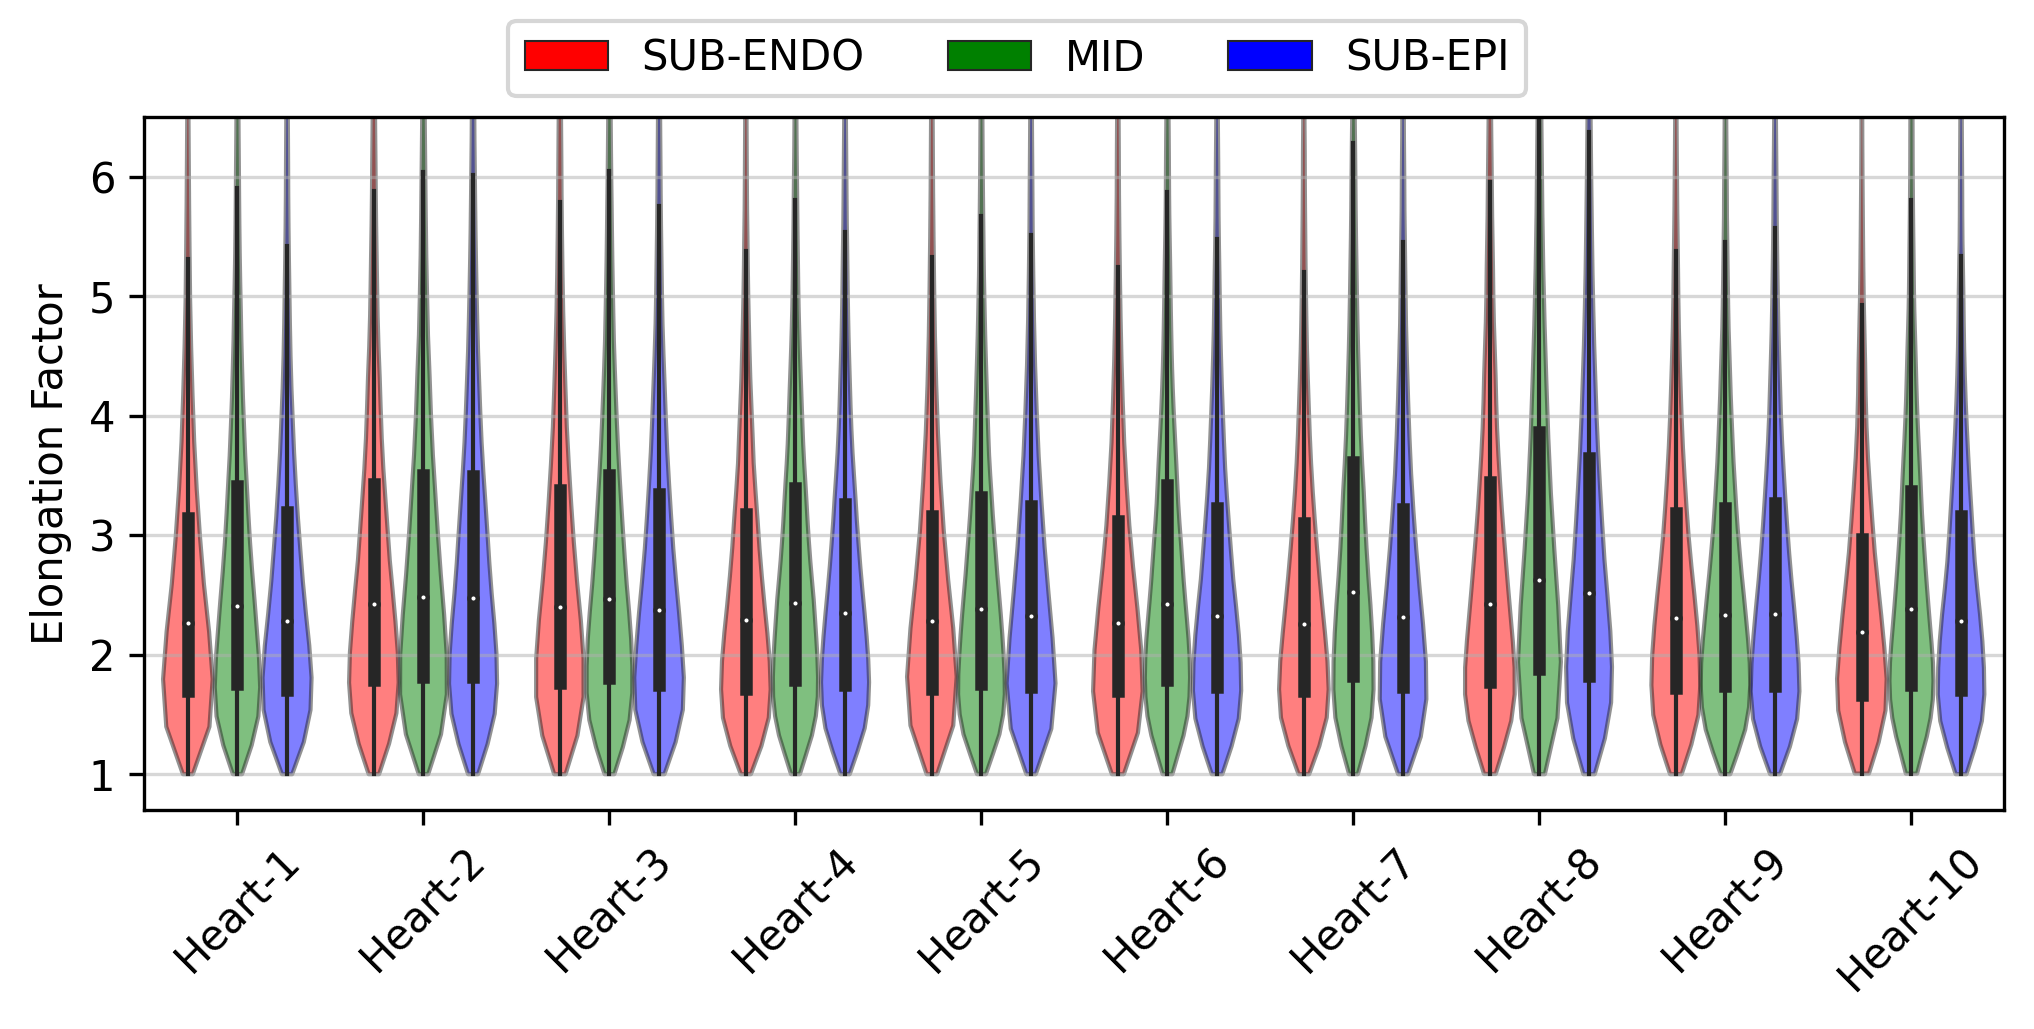 SUB-ENDO MID SUB-EPI
Elongation Factor
6
5
4
3
2
1
Heart-1 Heart-2 Heart-3 Heart-4 Heart-5 Heart-6 Heart-7 Heart-8 Heart-9 Heart-10